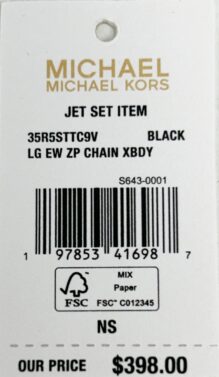 MICHAEL
MICHAEL KORS
JET SET ITEM
35R5STTC9V BLACK
LG EW ZP CHAIN XBDY
S643-0001
1 97853 41698 7
MIX
Paper
FSC FSC® C012345
NS
OUR PRICE $398.00